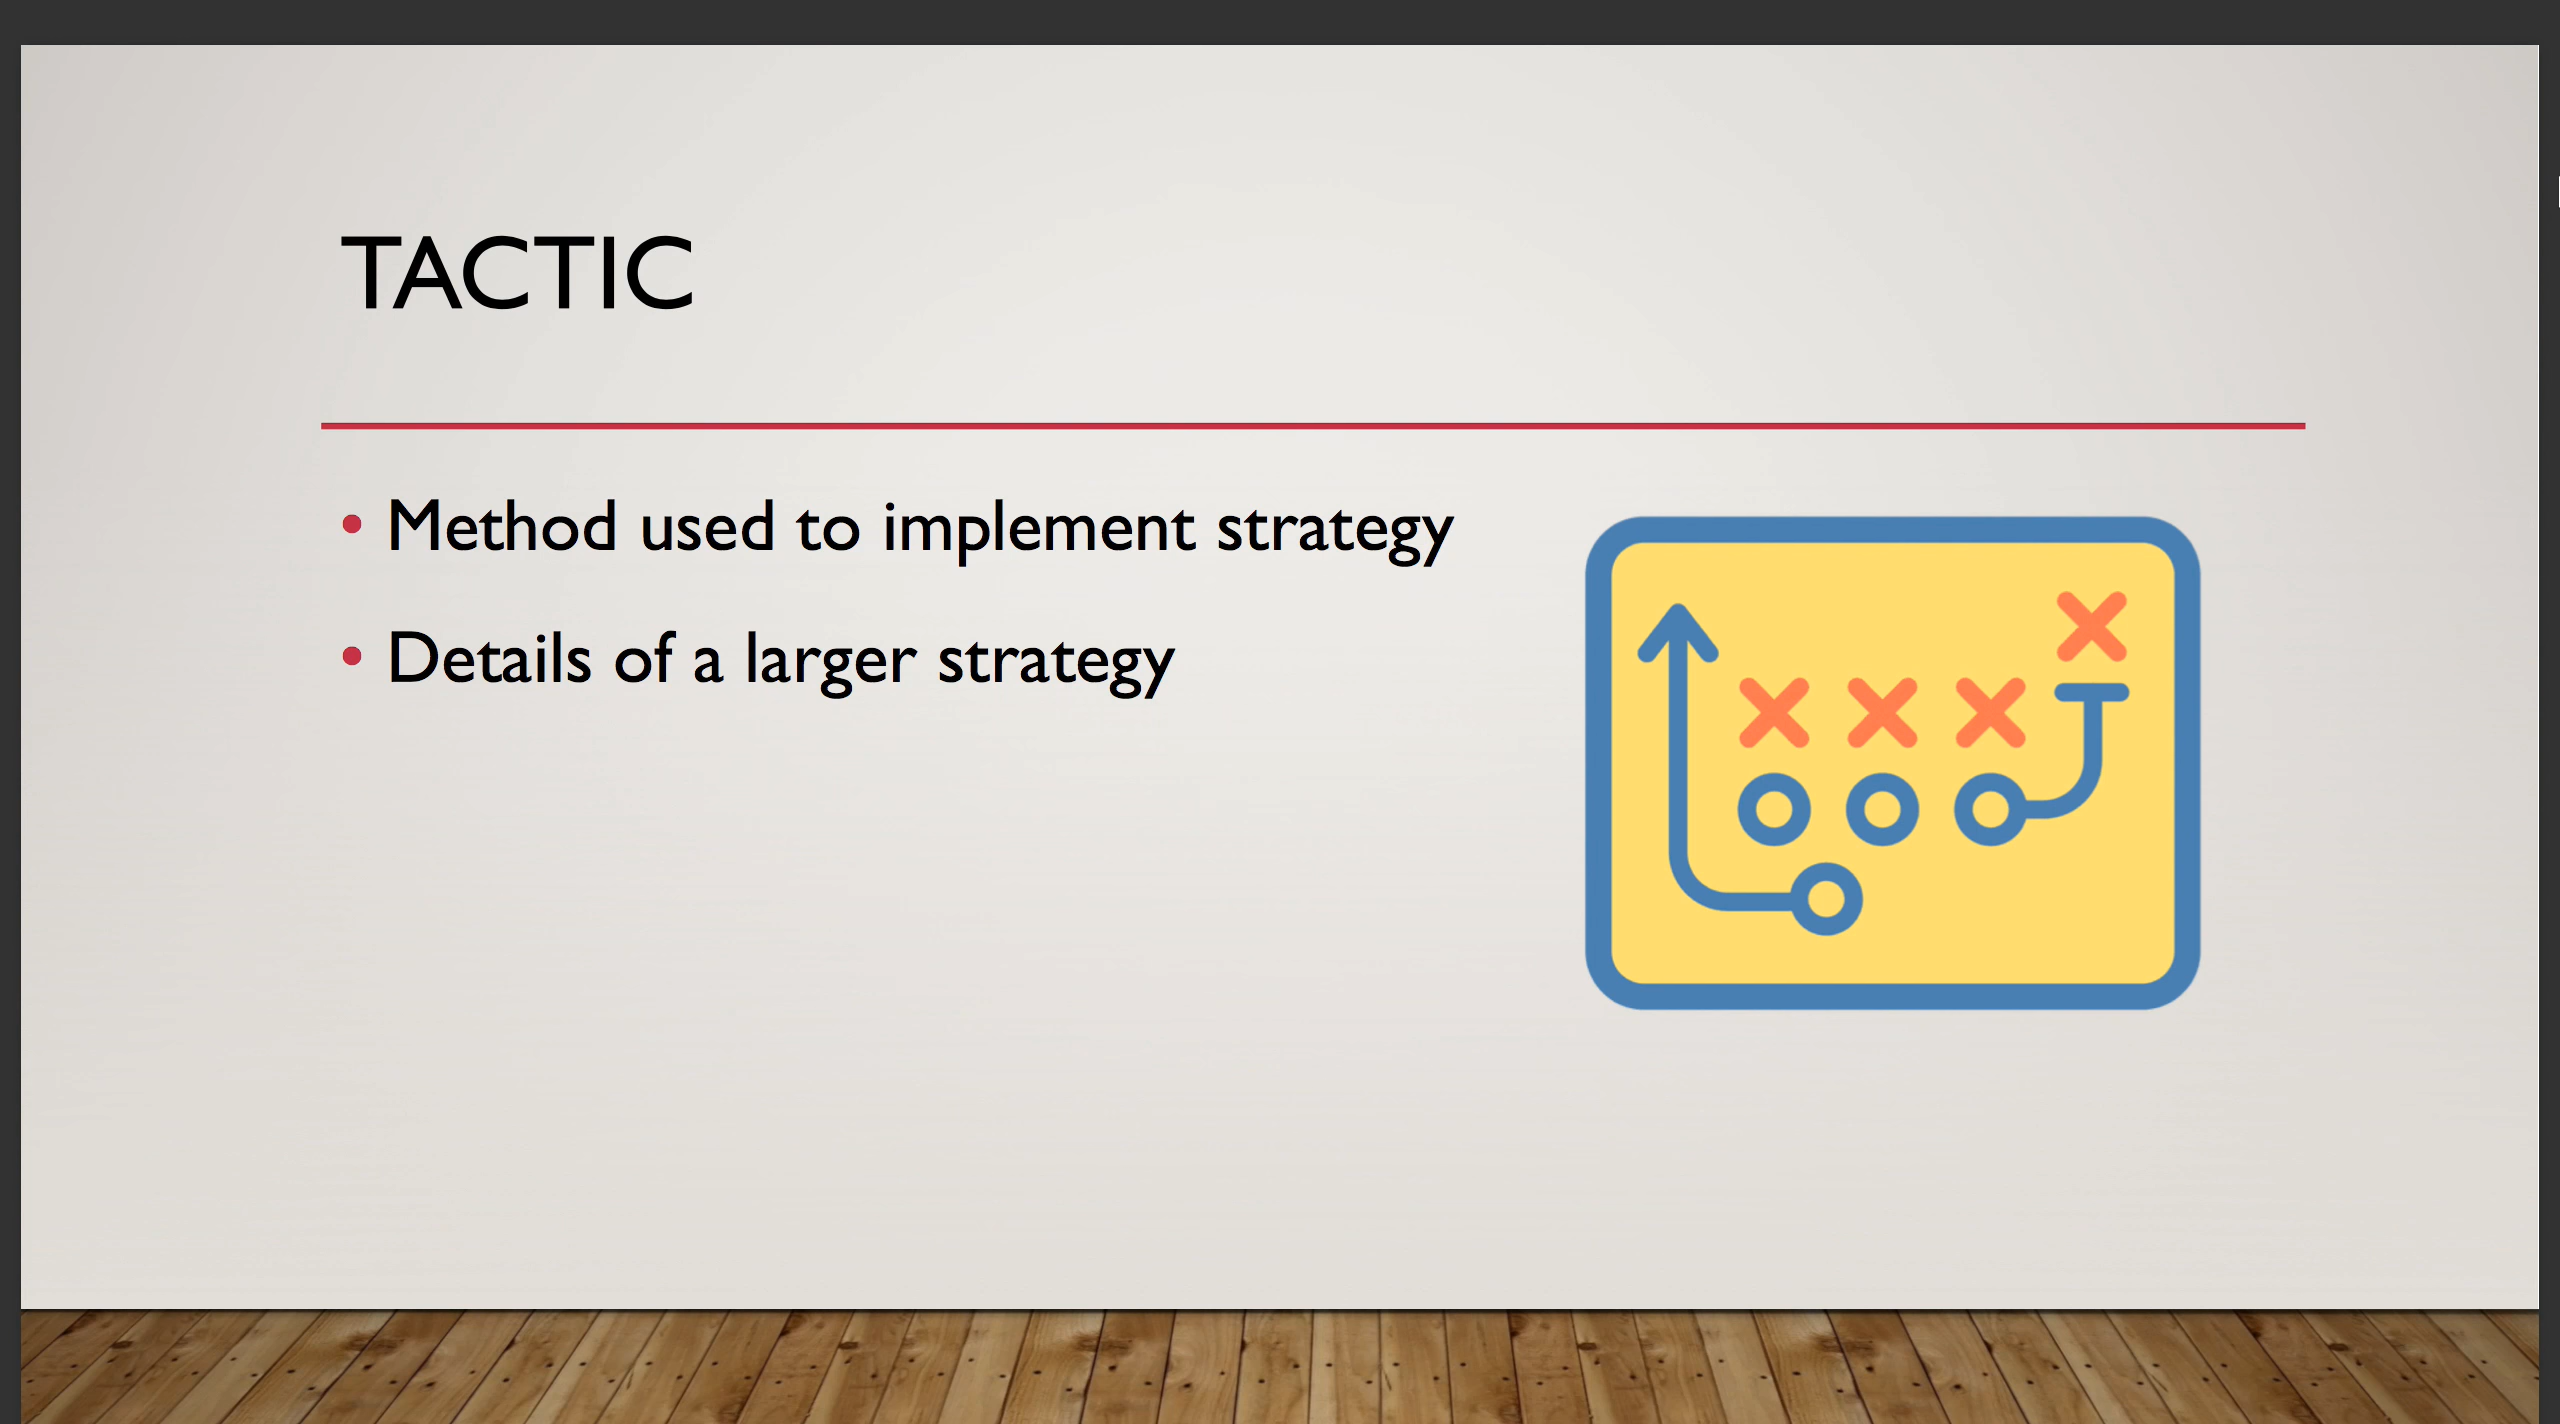 TACTIC
• Method used to implement strategy
• Details of a larger strategy